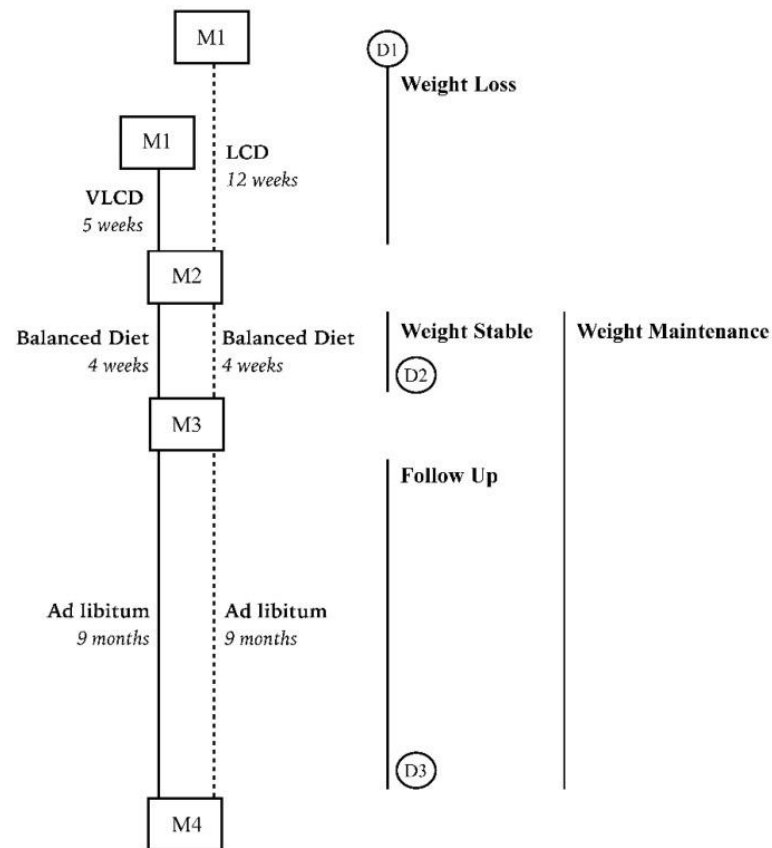 M1
D1
Weight Loss
M1
LCD
12 weeks
VLCD
5 weeks
M2
Balanced Diet
4 weeks
Balanced Diet
4 weeks
Weight Stable
D2
Weight Maintenance
M3
Follow Up
Ad libitum
9 months
Ad libitum
9 months
D3
M4